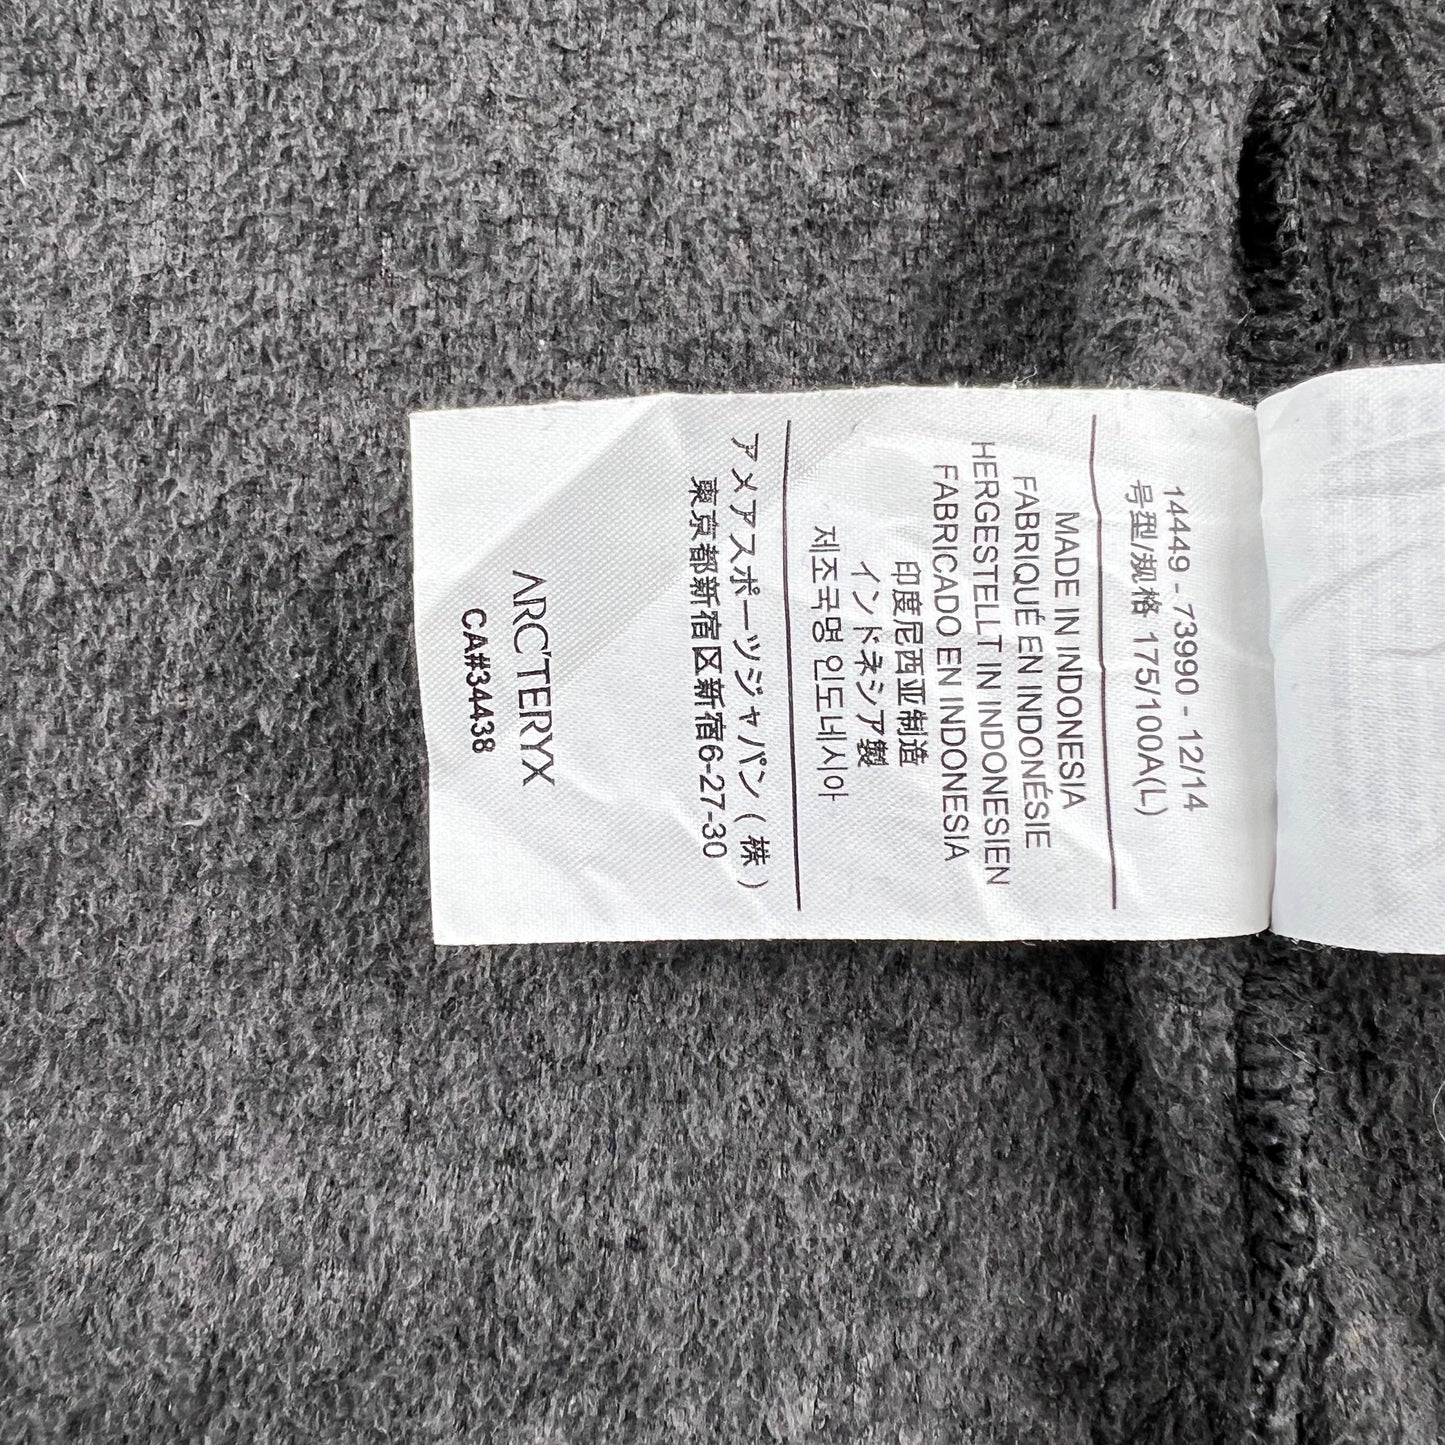 14449 - 73990 - 12/14
号型/规格 175/100A(L)
MADE IN INDONESIA
FABRIQUÉ EN INDONÉSIE
HERGESTELLT IN INDONESIEN
FABRICADO EN INDONESIA
印度尼西亚制造
インドネシア製
제조국명 인도네시아
アメアスポーツジャパン(株)
東京都新宿区新宿6-27-30
ARC'TERYX
CA#34438